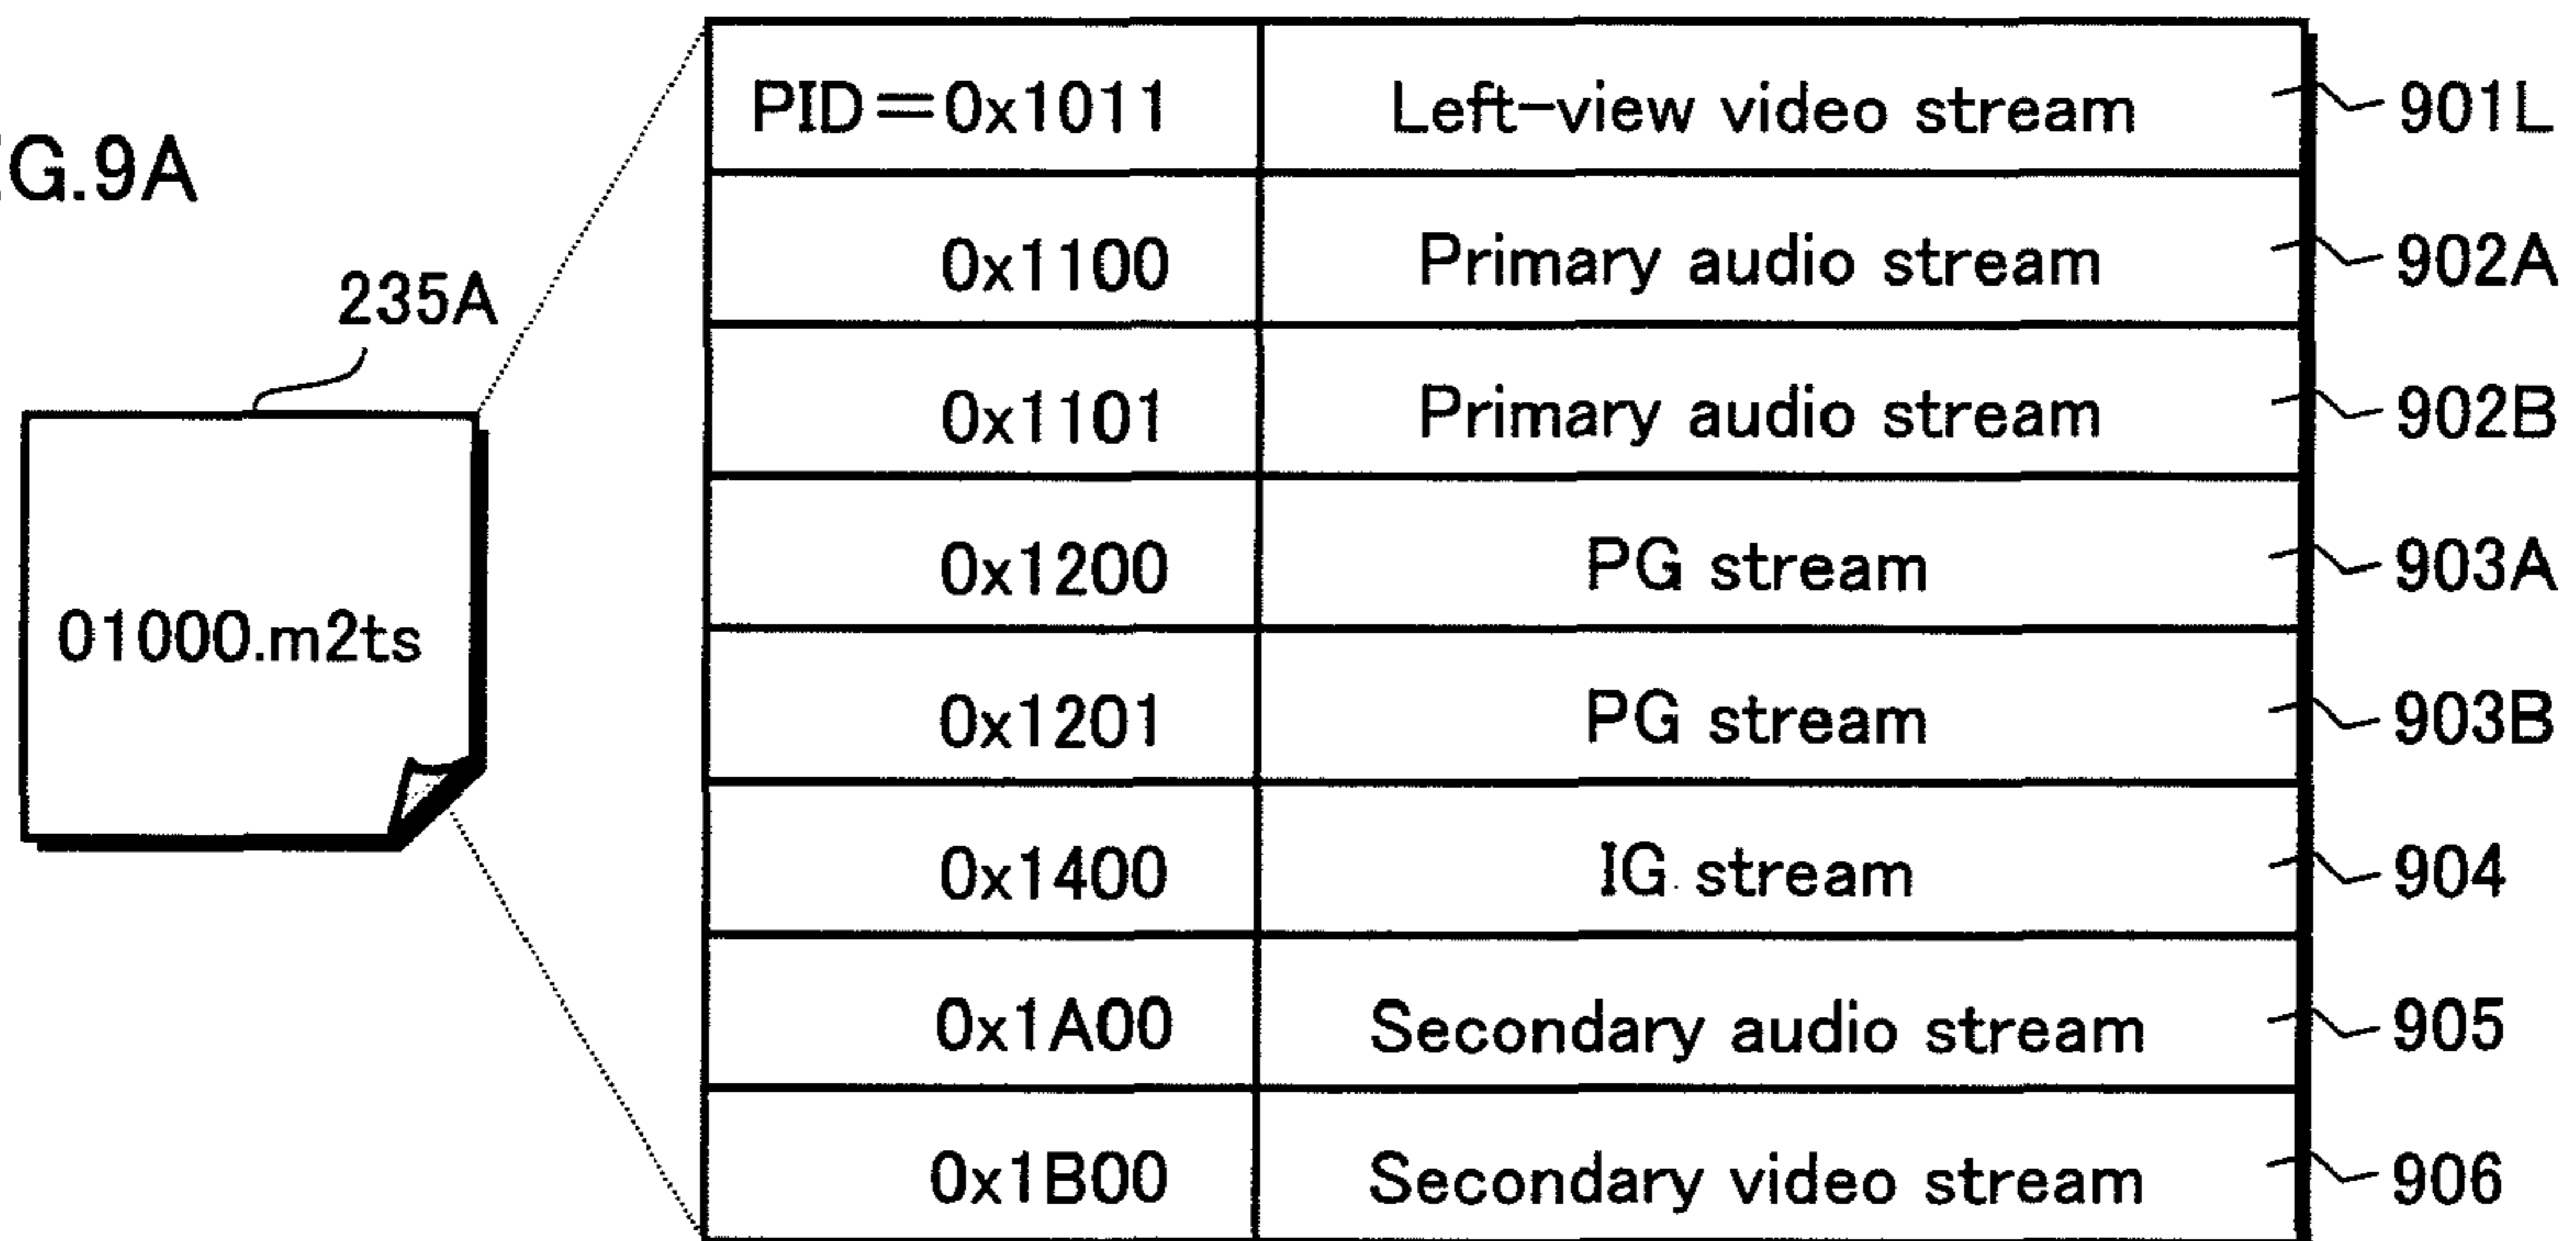 PID=0x1011 Left-view video stream 901L
IG.9A
0x1100 Primary audio stream 902A
235A
0x1101 Primary audio stream 902B
0x1200 PG stream 903A
01000.m2ts
0x1201 PG stream 903B
0x1400 IG stream 904
0x1A00 Secondary audio stream 905
0x1B00 Secondary video stream 906